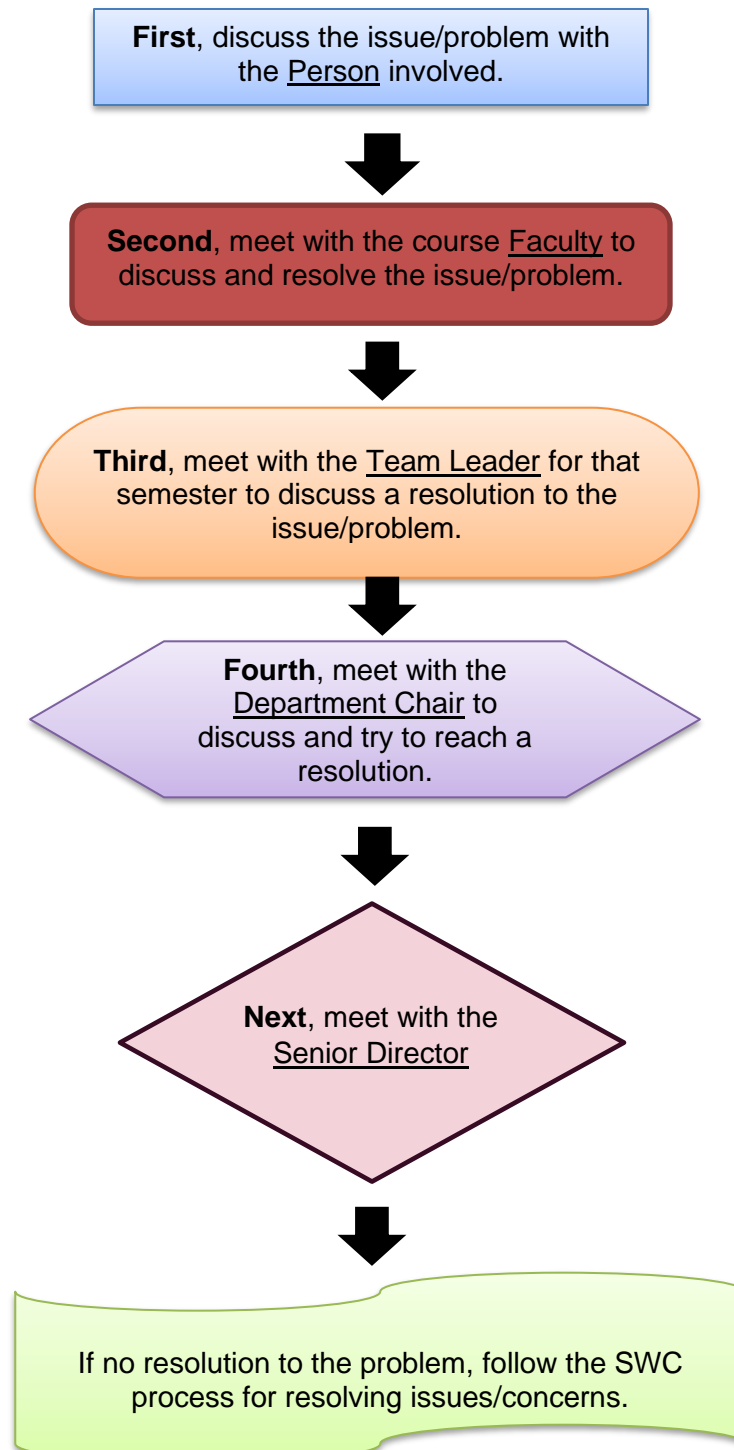 First, discuss the issue/problem with
the Person involved.
Second, meet with the course Faculty to
discuss and resolve the issue/problem.
Third, meet with the Team Leader for that
semester to discuss a resolution to the
issue/problem.
Fourth, meet with the
Department Chair to
discuss and try to reach a
resolution.
Next, meet with the
Senior Director
If no resolution to the problem, follow the SWC
process for resolving issues/concerns.